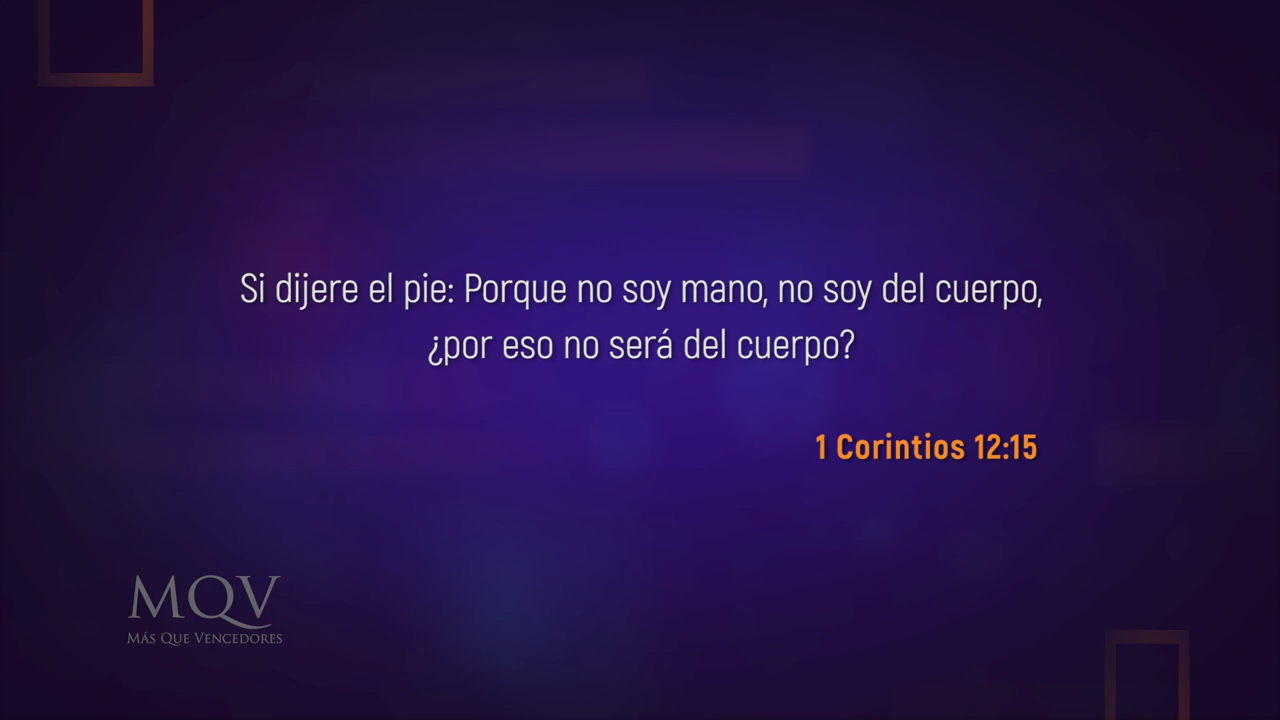 Si dijere el pie: Porque no soy mano, no soy del cuerpo,
¿por eso no será del cuerpo?
1 Corintios 12:15
MQV
MÁS QUE VENCEDORES